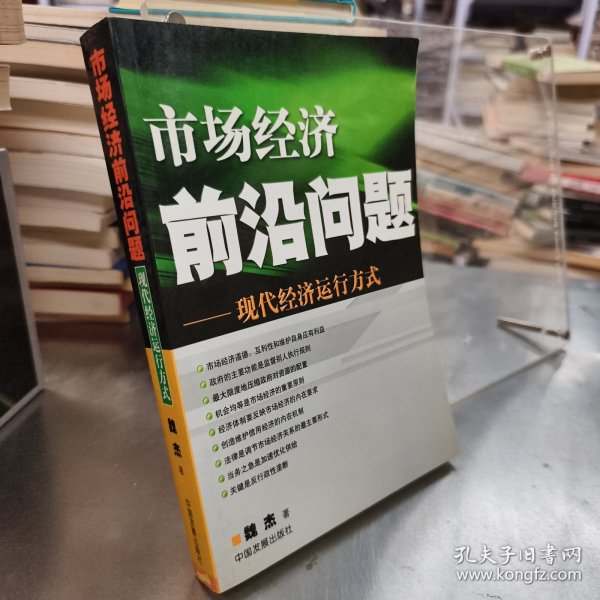 市场经济前沿问题
现代经济运行方式
魏杰 著
中国发展出版社
市场经济
前沿问题
——现代经济运行方式
市场经济道德：互利性和维护自身应有利益
政府的主要功能是监督别人执行规则
最大限度地压缩政府对资源的配置
机会均等是市场经济的重要原则
经济体制要反映市场经济的内在要求
创造维护信用经济的内在机制
法律是调节市场经济关系的最主要形式
当务之急是加速优化供给
关键是反行政性垄断
魏杰 著
中国发展出版社
孔夫子旧书网
www.kongfz.com